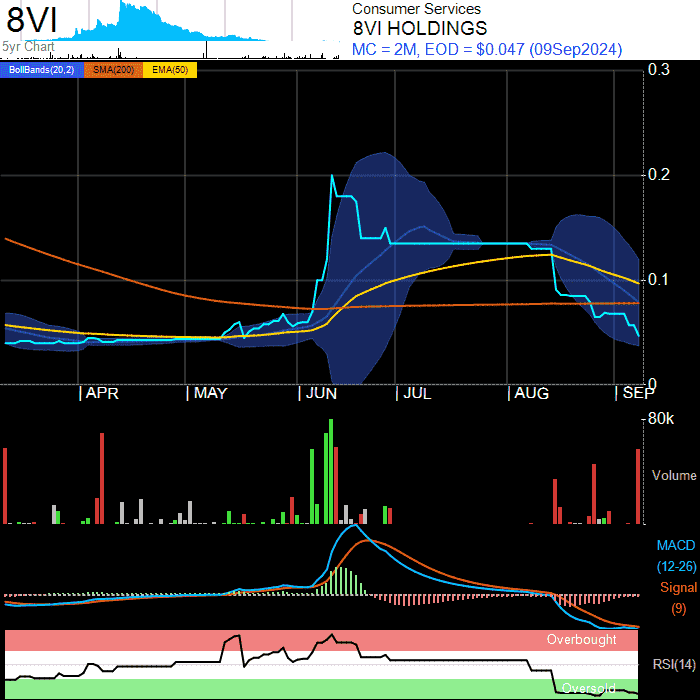 8VI
5yr Chart
Consumer Services
8VI HOLDINGS
MC = 2M, EOD = $0.047 (09Sep2024)
BollBands(20,2) SMA(200) EMA(50)
0.3
0.2
0.1
0
| APR | MAY | JUN | JUL | AUG | SEP
80k
Volume
MACD
(12-26)
Signal
(9)
Overbought
RSI(14)
Oversold